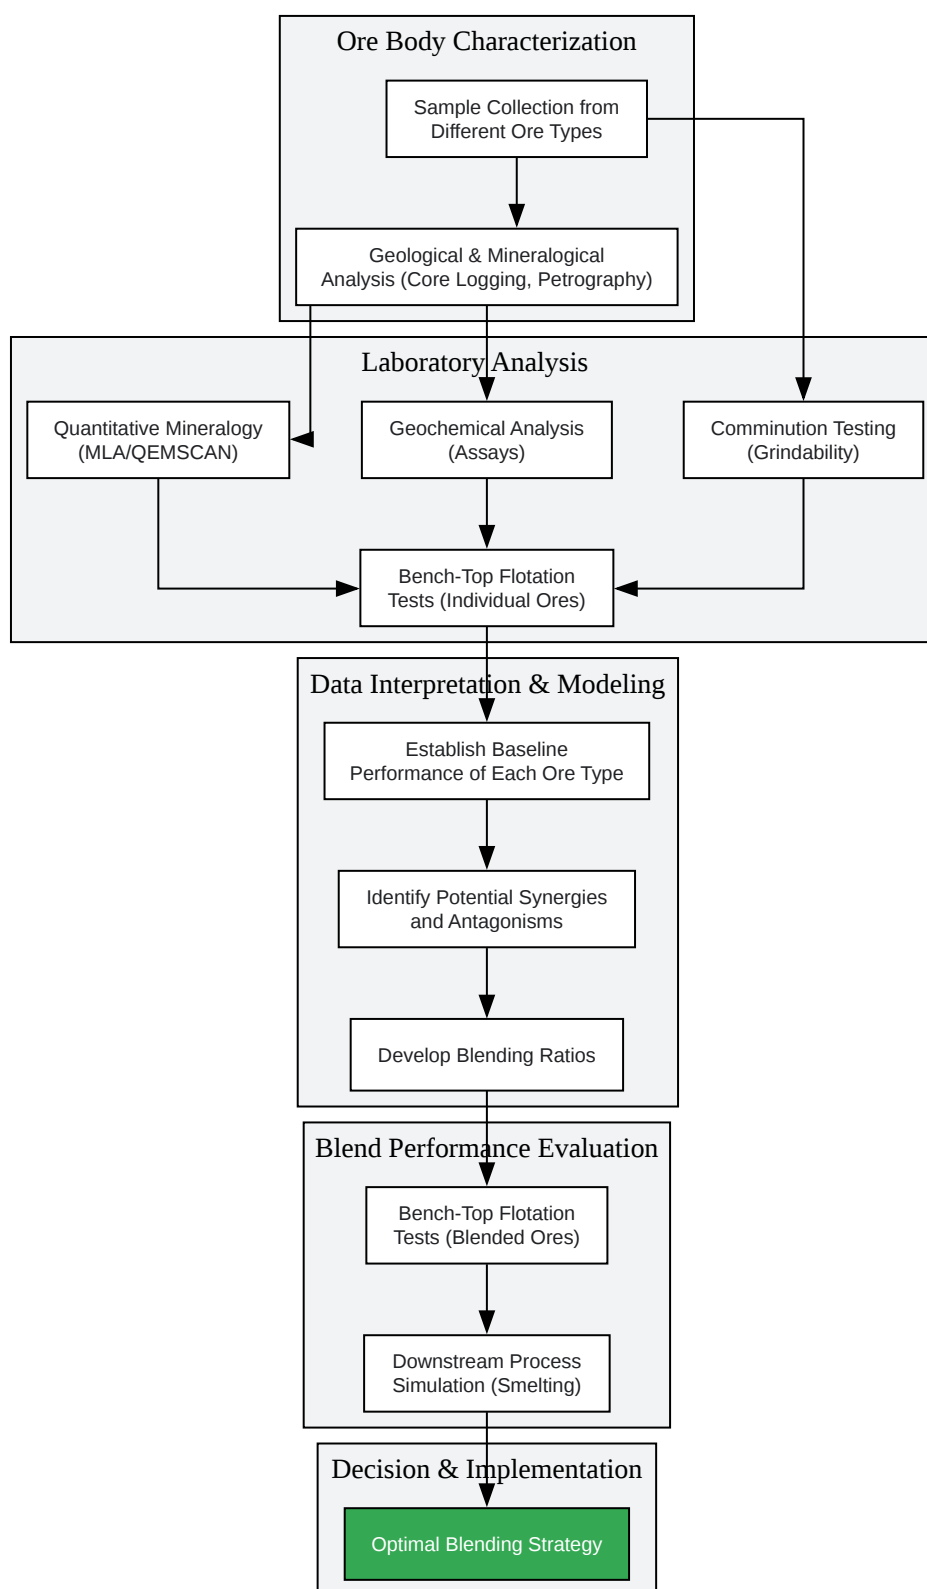 Ore Body Characterization
Sample Collection from
Different Ore Types
Geological & Mineralogical
Analysis (Core Logging, Petrography)
Laboratory Analysis
Quantitative Mineralogy
(MLA/QEMSCAN)
Geochemical Analysis
(Assays)
Comminution Testing
(Grindability)
Bench-Top Flotation
Tests (Individual Ores)
Data Interpretation & Modeling
Establish Baseline
Performance of Each Ore Type
Identify Potential Synergies
and Antagonisms
Develop Blending Ratios
Blend Performance Evaluation
Bench-Top Flotation
Tests (Blended Ores)
Downstream Process
Simulation (Smelting)
Decision & Implementation
Optimal Blending Strategy